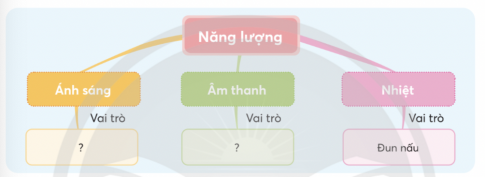 Năng lượng
Ánh sáng
Âm thanh
Nhiệt
Vai trò
Vai trò
Vai trò
?
?
Đun nấu